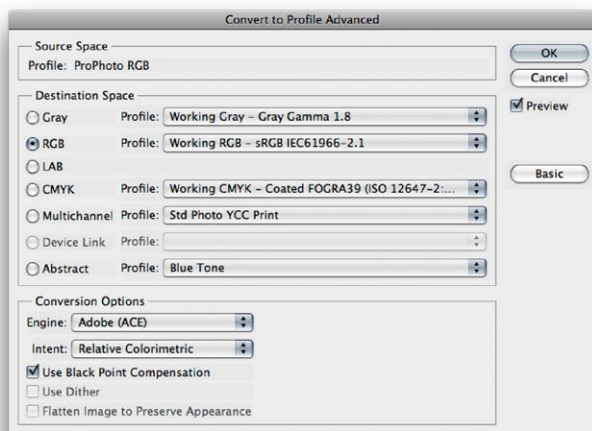 Convert to Profile Advanced
Source Space
Profile: ProPhoto RGB
OK
Cancel
Preview
Basic
Destination Space
Gray Profile: Working Gray - Gray Gamma 1.8
RGB Profile: Working RGB - sRGB IEC61966-2.1
LAB
CMYK Profile: Working CMYK - Coated FOGRA39 (ISO 12647-2:...
Multichannel Profile: Std Photo YCC Print
Device Link Profile:
Abstract Profile: Blue Tone
Conversion Options
Engine: Adobe (ACE)
Intent: Relative Colorimetric
Use Black Point Compensation
Use Dither
Flatten Image to Preserve Appearance